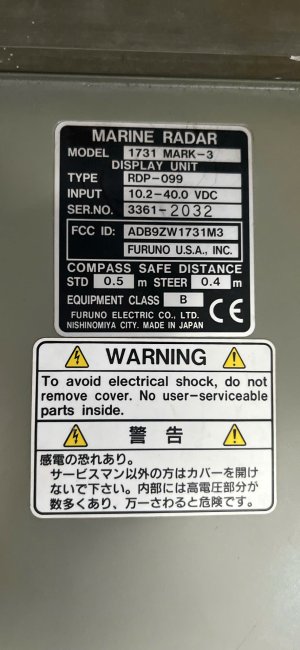 MARINE RADAR
MODEL 1731 MARK-3
DISPLAY UNIT
TYPE RDP-099
INPUT 10.2-40.0 VDC
SER.NO. 3361-2032
FCC ID: ADB9ZW1731M3
FURUNO U.S.A., INC.
COMPASS SAFE DISTANCE
STD 0.5 m STEER 0.4 m
EQUIPMENT CLASS B
FURUNO ELECTRIC CO., LTD.
NISHINOMIYA CITY. MADE IN JAPAN
CE
WARNING
To avoid electrical shock, do not
remove cover. No user-serviceable
parts inside.
警告
感電の恐れあり。
サービスマン以外の方はカバーを開け
ないで下さい。内部には高電圧部分が
数多くあり、万一さわると危険です。